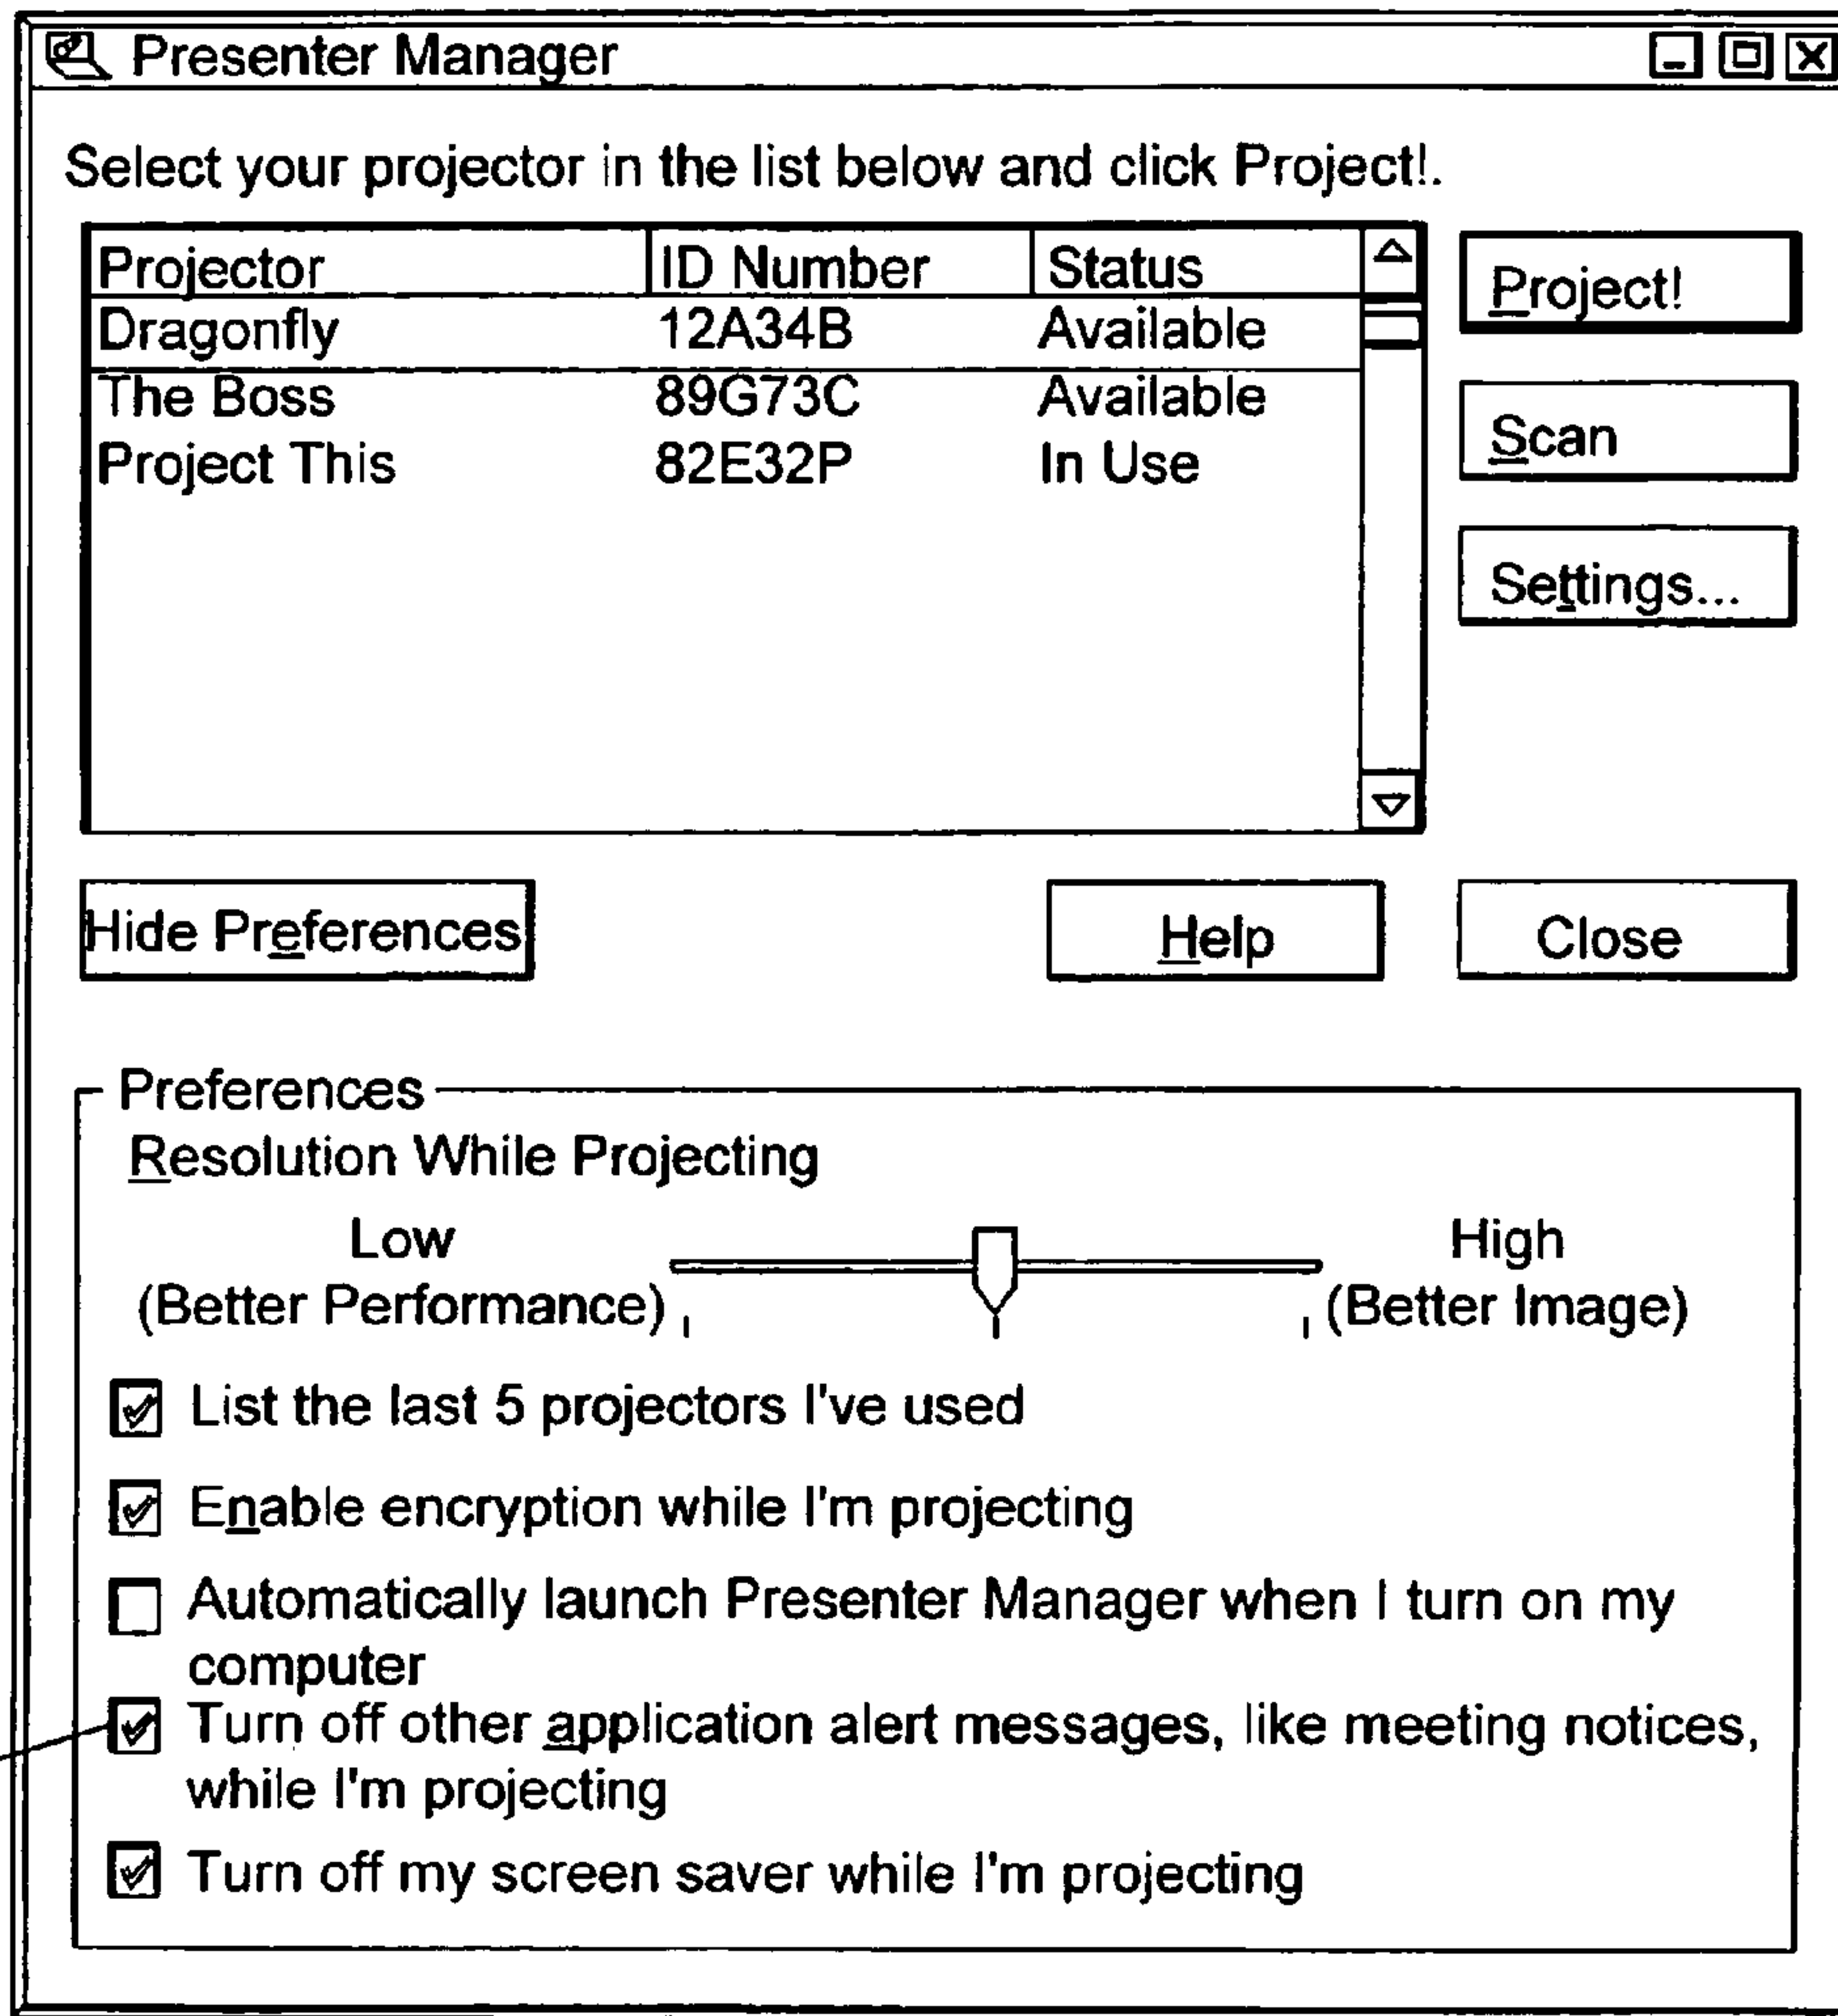 Presenter Manager
Select your projector in the list below and click Project!.
Projector ID Number Status
Dragonfly 12A34B Available
The Boss 89G73C Available
Project This 82E32P In Use
Project!
Scan
Settings...
Hide Preferences Help Close
Preferences
Resolution While Projecting
Low High
(Better Performance) (Better Image)
List the last 5 projectors I've used
Enable encryption while I'm projecting
Automatically launch Presenter Manager when I turn on my
computer
Turn off other application alert messages, like meeting notices,
while I'm projecting
Turn off my screen saver while I'm projecting